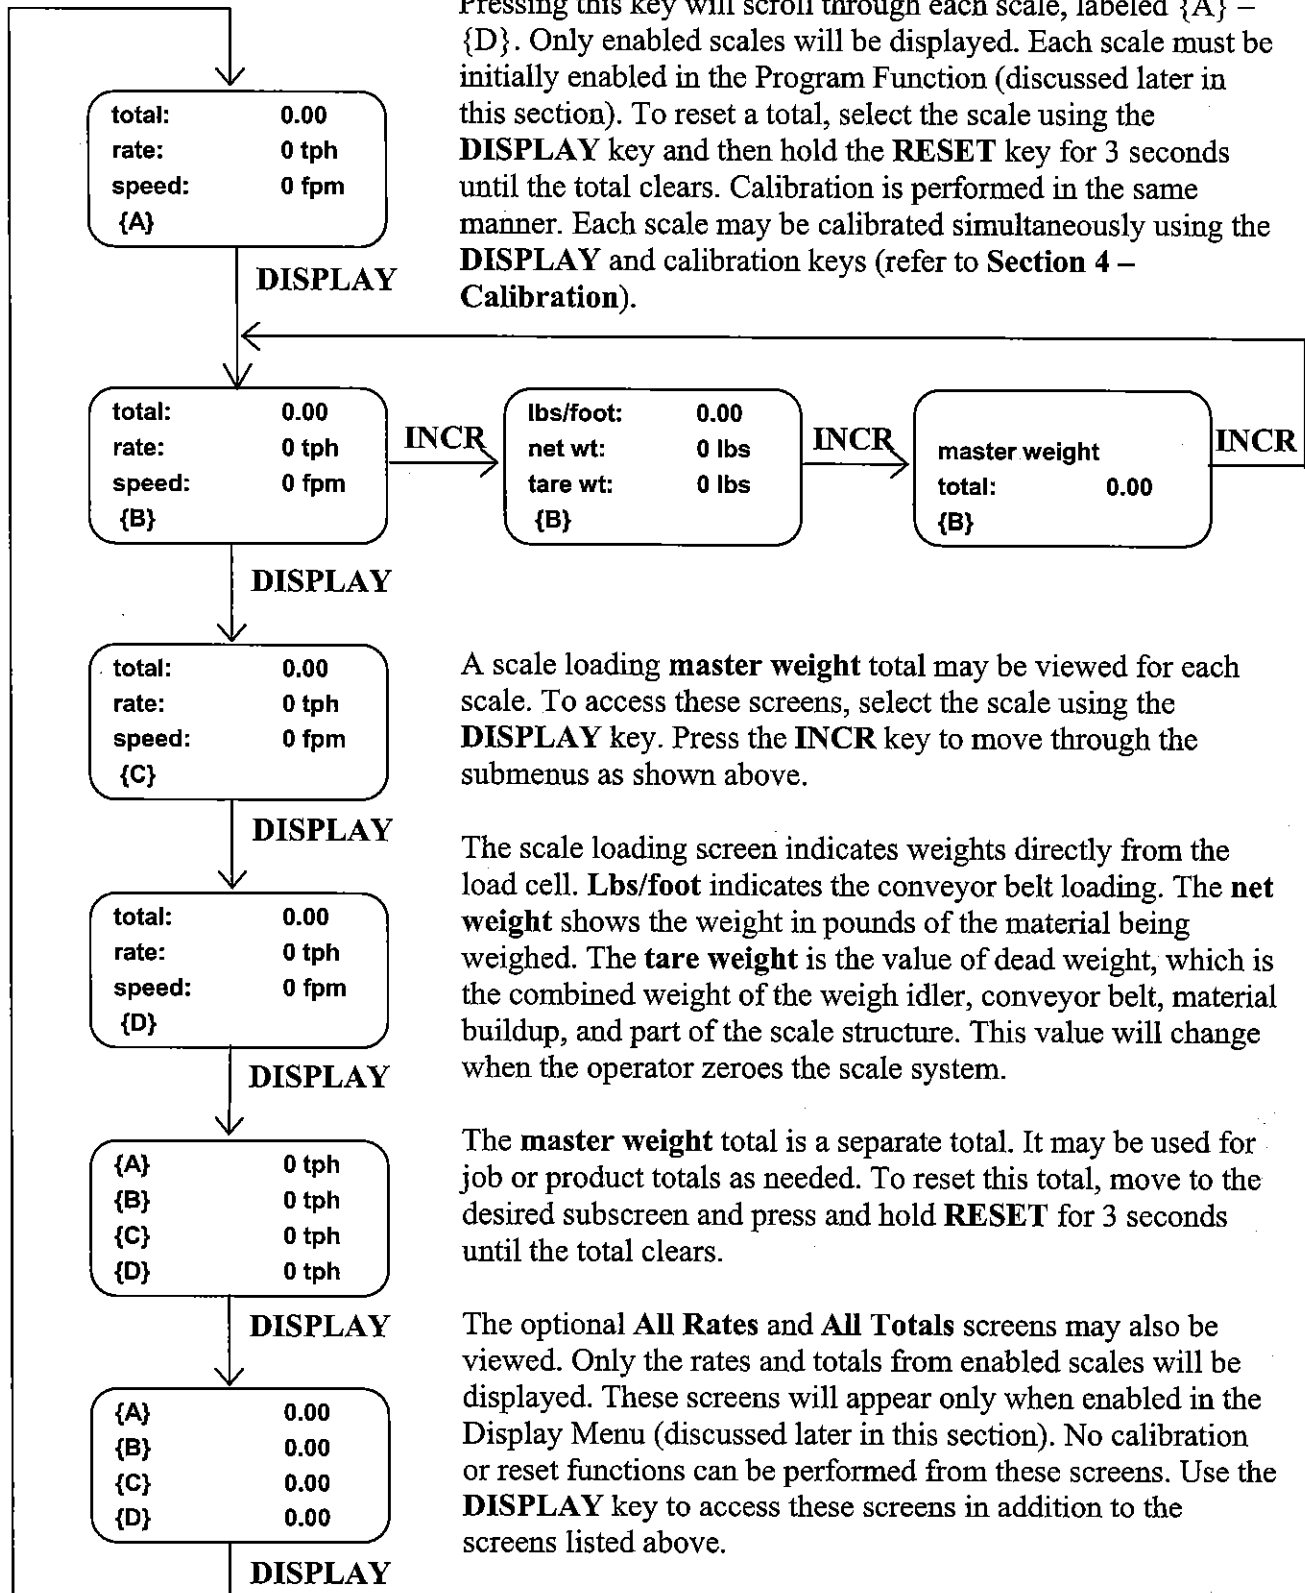 Pressing this key will scroll through each scale, labeled {A} –
{D}. Only enabled scales will be displayed. Each scale must be
initially enabled in the Program Function (discussed later in
this section). To reset a total, select the scale using the
DISPLAY key and then hold the RESET key for 3 seconds
until the total clears. Calibration is performed in the same
manner. Each scale may be calibrated simultaneously using the
DISPLAY and calibration keys (refer to Section 4 –
Calibration).
total: 0.00
rate: 0 tph
speed: 0 fpm
{A}
DISPLAY
total: 0.00
rate: 0 tph
speed: 0 fpm
{B}
INCR
lbs/foot: 0.00
net wt: 0 lbs
tare wt: 0 lbs
{B}
INCR
master weight
total: 0.00
{B}
INCR
DISPLAY
total: 0.00
rate: 0 tph
speed: 0 fpm
{C}
DISPLAY
A scale loading master weight total may be viewed for each
scale. To access these screens, select the scale using the
DISPLAY key. Press the INCR key to move through the
submenus as shown above.
total: 0.00
rate: 0 tph
speed: 0 fpm
{D}
DISPLAY
The scale loading screen indicates weights directly from the
load cell. Lbs/foot indicates the conveyor belt loading. The net
weight shows the weight in pounds of the material being
weighed. The tare weight is the value of dead weight, which is
the combined weight of the weigh idler, conveyor belt, material
buildup, and part of the scale structure. This value will change
when the operator zeroes the scale system.
{A} 0 tph
{B} 0 tph
{C} 0 tph
{D} 0 tph
DISPLAY
The master weight total is a separate total. It may be used for
job or product totals as needed. To reset this total, move to the
desired subscreen and press and hold RESET for 3 seconds
until the total clears.
{A} 0.00
{B} 0.00
{C} 0.00
{D} 0.00
DISPLAY
The optional All Rates and All Totals screens may also be
viewed. Only the rates and totals from enabled scales will be
displayed. These screens will appear only when enabled in the
Display Menu (discussed later in this section). No calibration
or reset functions can be performed from these screens. Use the
DISPLAY key to access these screens in addition to the
screens listed above.